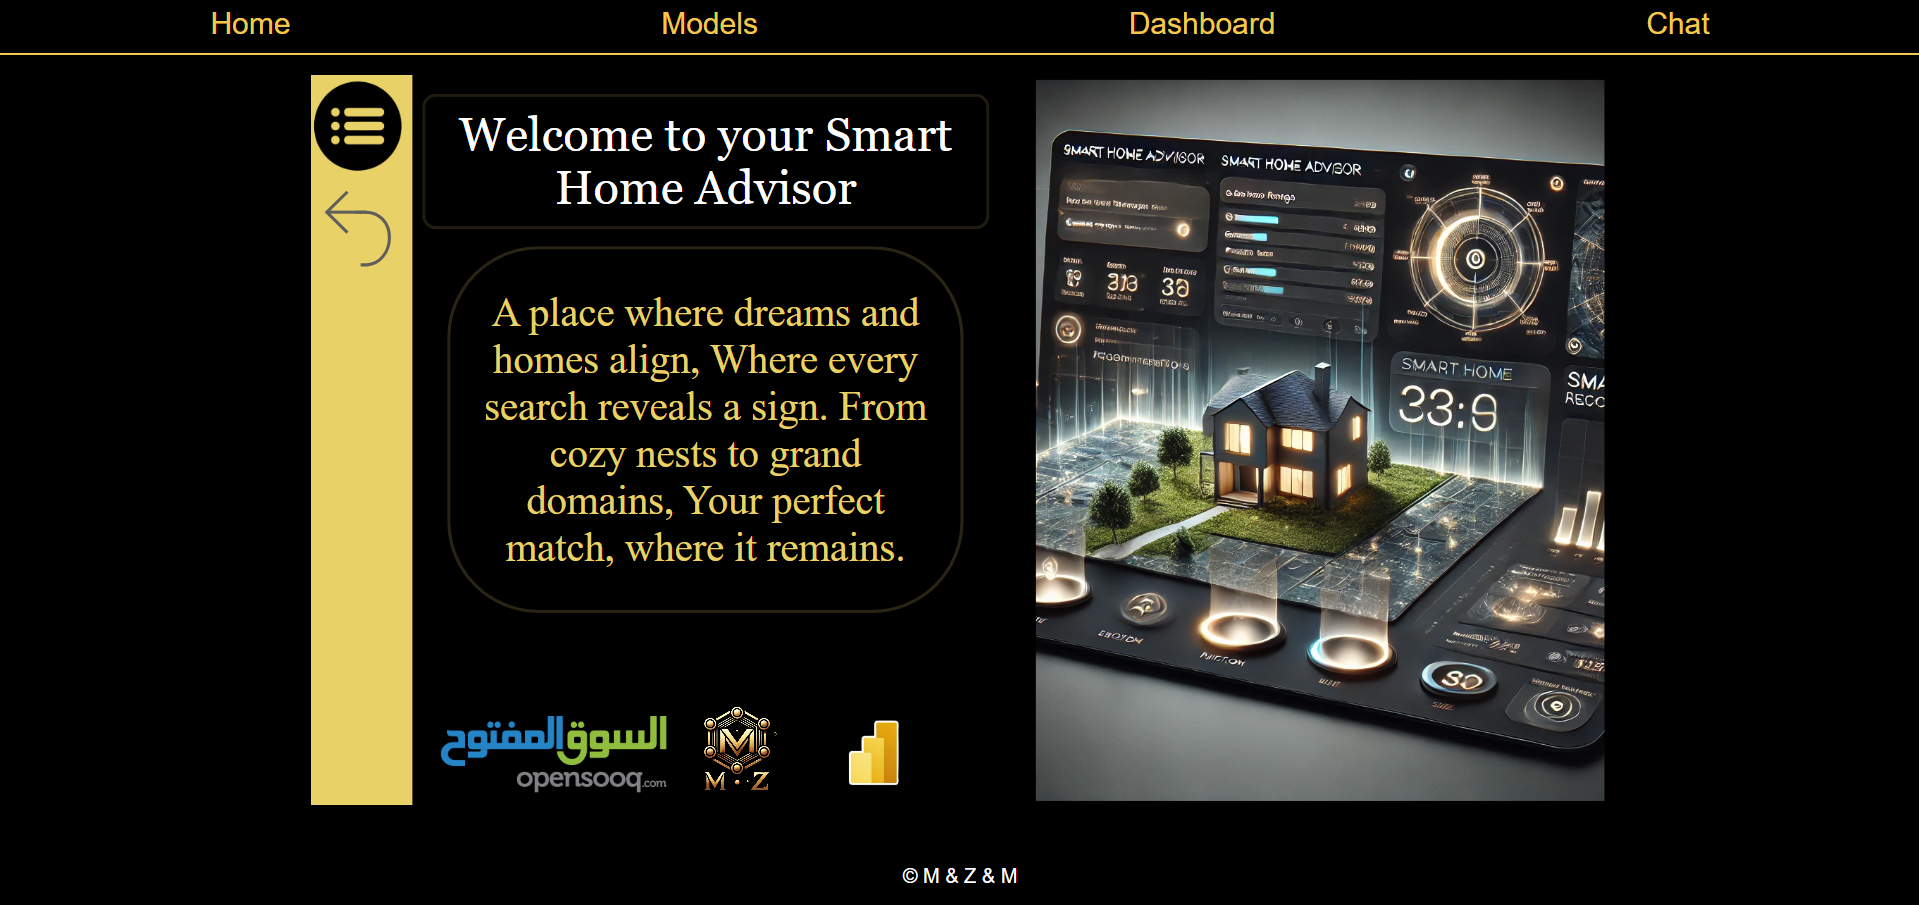 Home
Models
Dashboard
Chat
Welcome to your Smart
Home Advisor
A place where dreams and
homes align, Where every
search reveals a sign. From
cozy nests to grand
domains, Your perfect
match, where it remains.
السوق المفتوح
opensooq.com
M
M · Z
SMART HOME ADVISOR
SMART HOME ADVISOR
SMART HOME
33:9
© M & Z & M